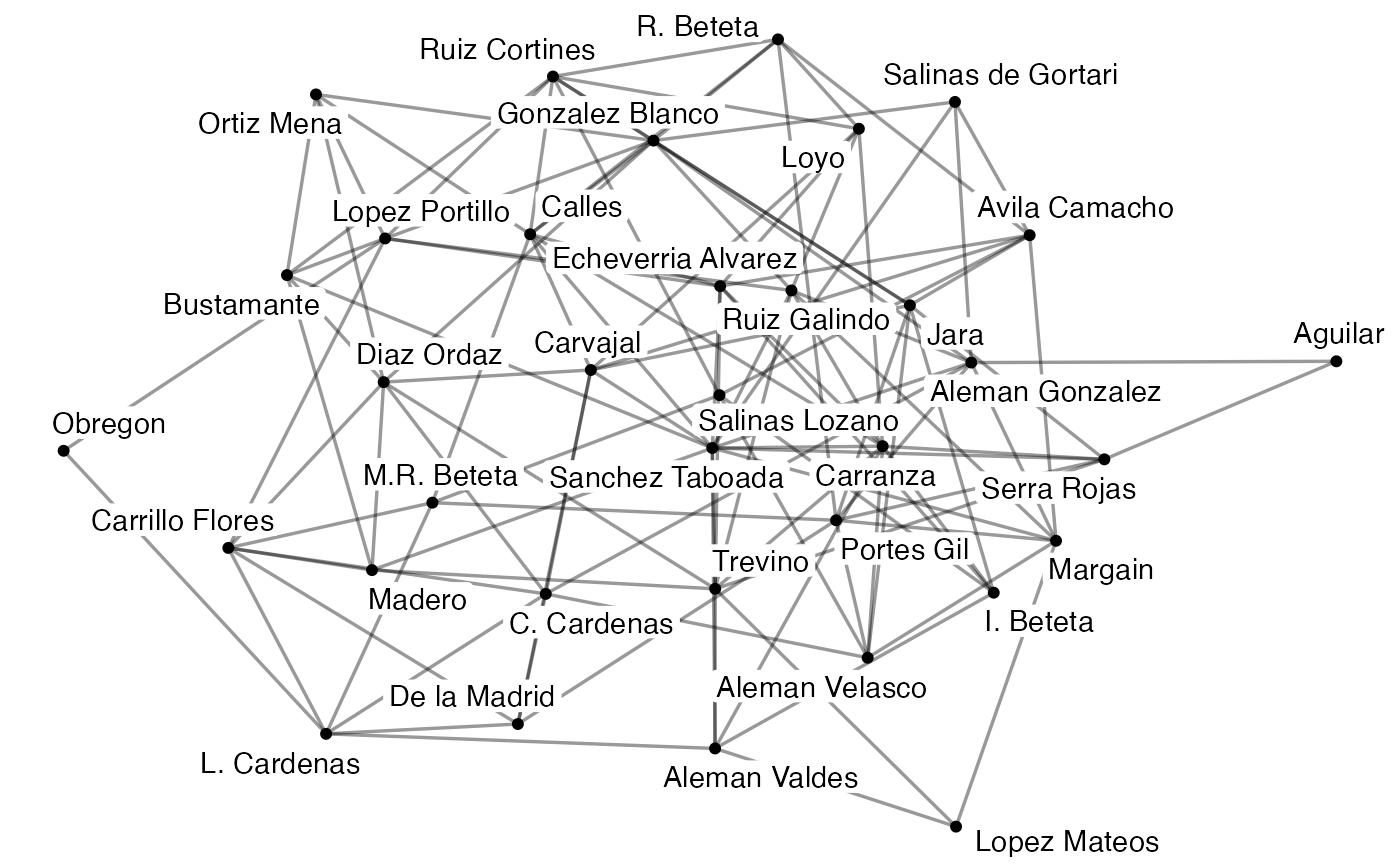 R. Beteta
Ruiz Cortines
Salinas de Gortari
Ortiz Mena
Gonzalez Blanco
Loyo
Lopez Portillo
Calles
Avila Camacho
Echeverria Alvarez
Bustamante
Ruiz Galindo
Jara
Aguilar
Diaz Ordaz
Carvajal
Aleman Gonzalez
Obregon
Salinas Lozano
M.R. Beteta
Sanchez Taboada
Carranza
Serra Rojas
Carrillo Flores
Trevino
Portes Gil
Margain
Madero
C. Cardenas
I. Beteta
De la Madrid
Aleman Velasco
L. Cardenas
Aleman Valdes
Lopez Mateos